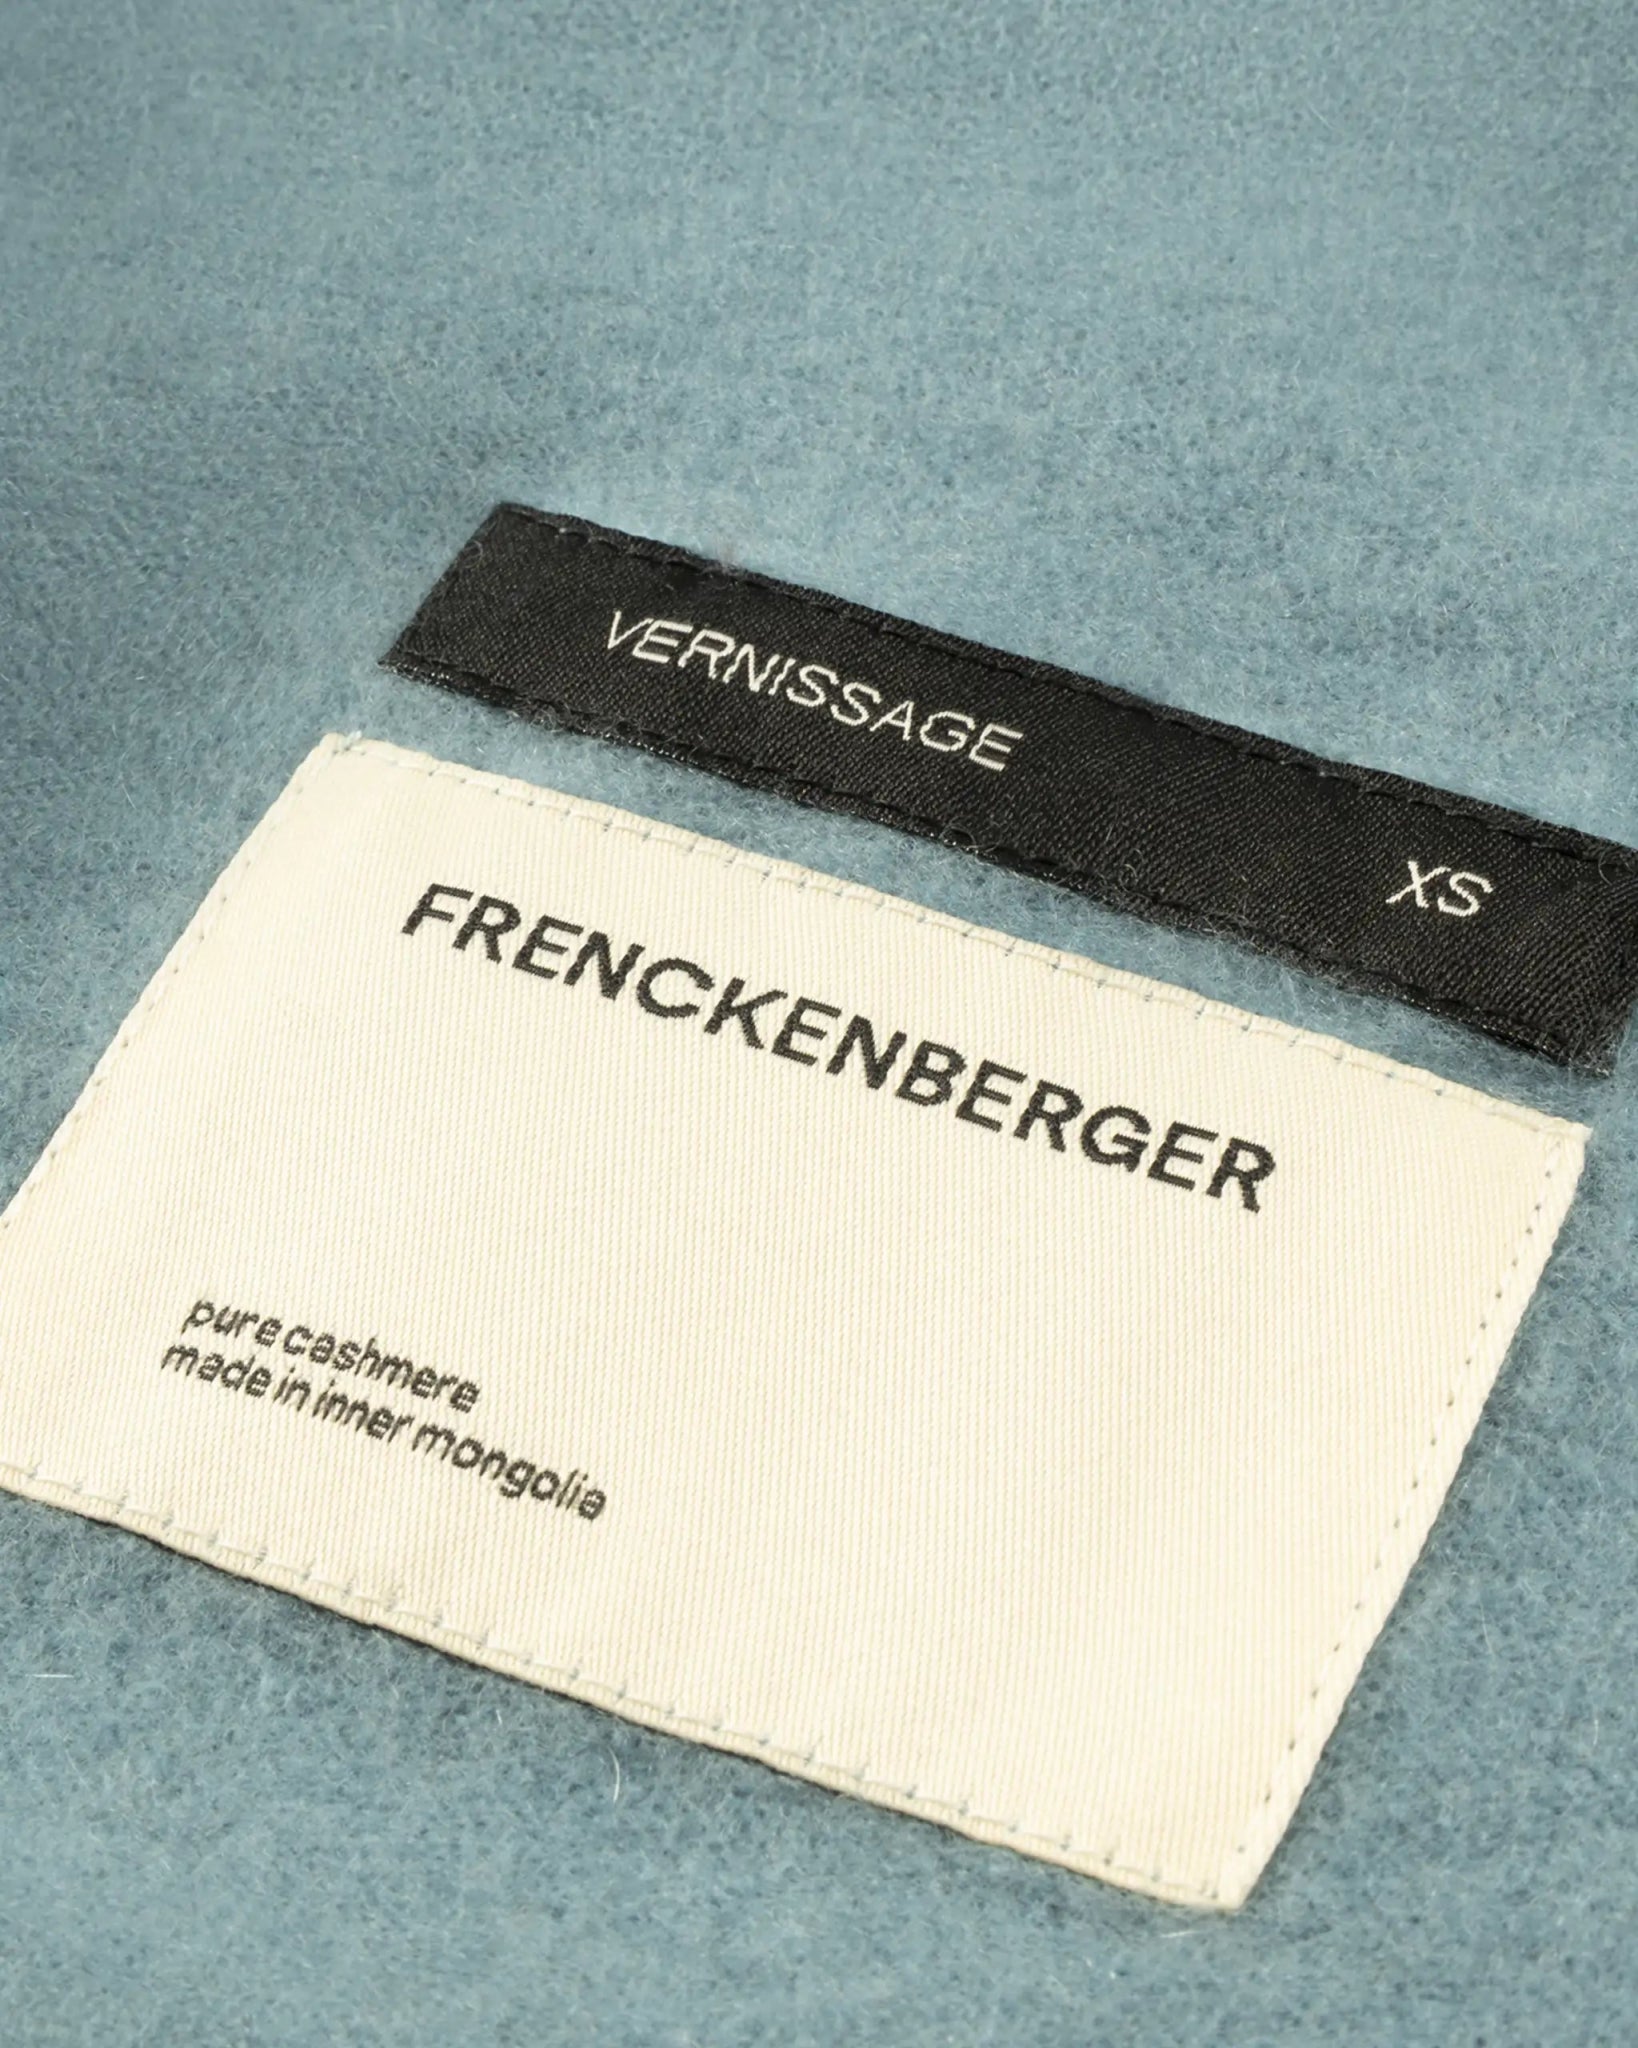 VERNISSAGE XS
FRENCKENBERGER
pure cashmere
made in inner mongolia